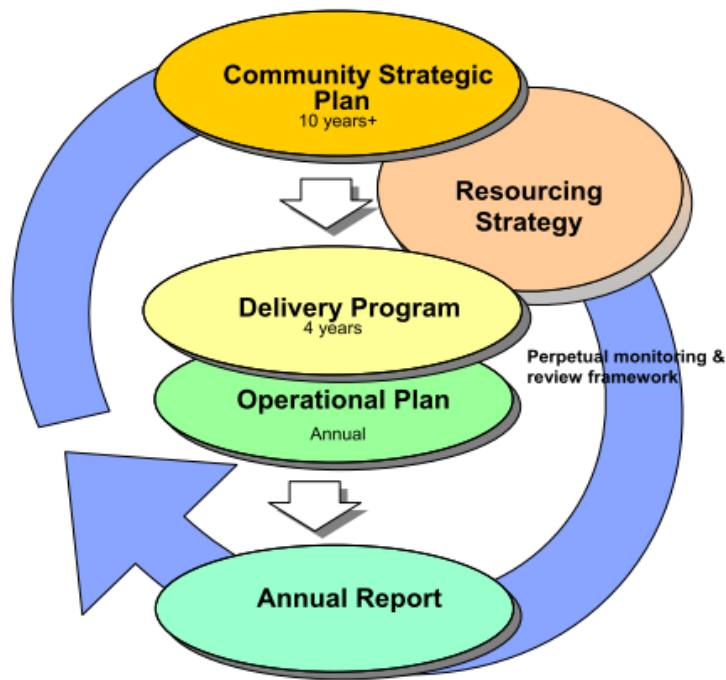 Community Strategic
Plan
10 years+
Resourcing
Strategy
Delivery Program
4 years
Perpetual monitoring &
review framework
Operational Plan
Annual
Annual Report